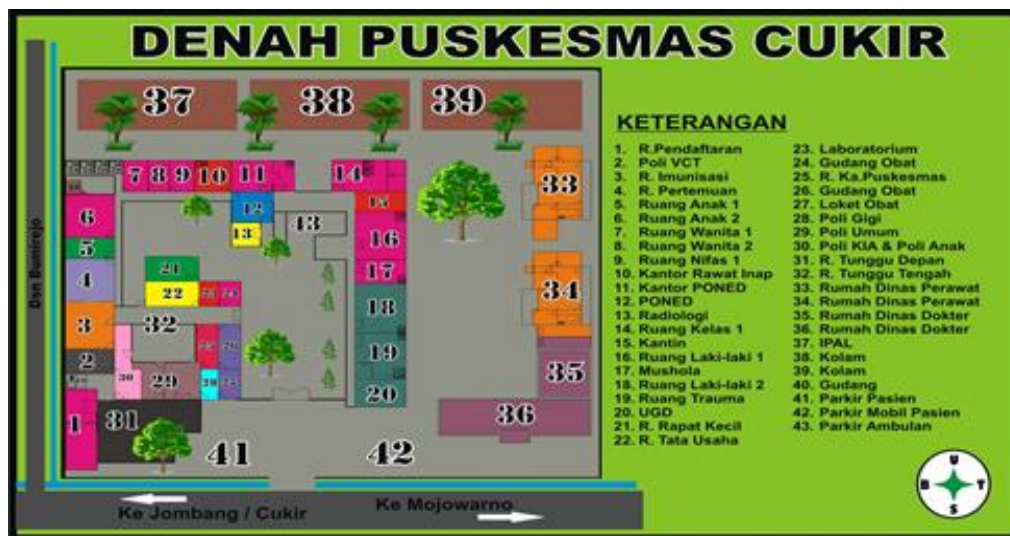 DENAH PUSKESMAS CUKIR
37
38
39
7 8 9 10 11
14
33
6
12
15
13
43
16
5
21
17
4
22
18
34
3
32
19
2
30
29
20
35
36
1
31
41
42
Dsn Bumirejo
Ke Jombang / Cukir
Ke Mojowarno
KETERANGAN
1. R.Pendaftaran
2. Poli VCT
3. R. Imunisasi
4. R. Pertemuan
5. Ruang Anak 1
6. Ruang Anak 2
7. Ruang Wanita 1
8. Ruang Wanita 2
9. Ruang Nifas 1
10. Kantor Rawat Inap
11. Kantor PONED
12. PONED
13. Radiologi
14. Ruang Kelas 1
15. Kantin
16. Ruang Laki-laki 1
17. Mushola
18. Ruang Laki-laki 2
19. Ruang Trauma
20. UGD
21. R. Rapat Kecil
22. R. Tata Usaha
23. Laboratorium
24. Gudang Obat
25. R. Ka.Puskesmas
26. Gudang Obat
27. Loket Obat
28. Poli Gigi
29. Poli Umum
30. Poli KIA & Poli Anak
31. R. Tunggu Depan
32. R. Tunggu Tengah
33. Rumah Dinas Perawat
34. Rumah Dinas Perawat
35. Rumah Dinas Dokter
36. Rumah Dinas Dokter
37. IPAL
38. Kolam
39. Kolam
40. Gudang
41. Parkir Pasien
42. Parkir Mobil Pasien
43. Parkir Ambulan
U
B T
S